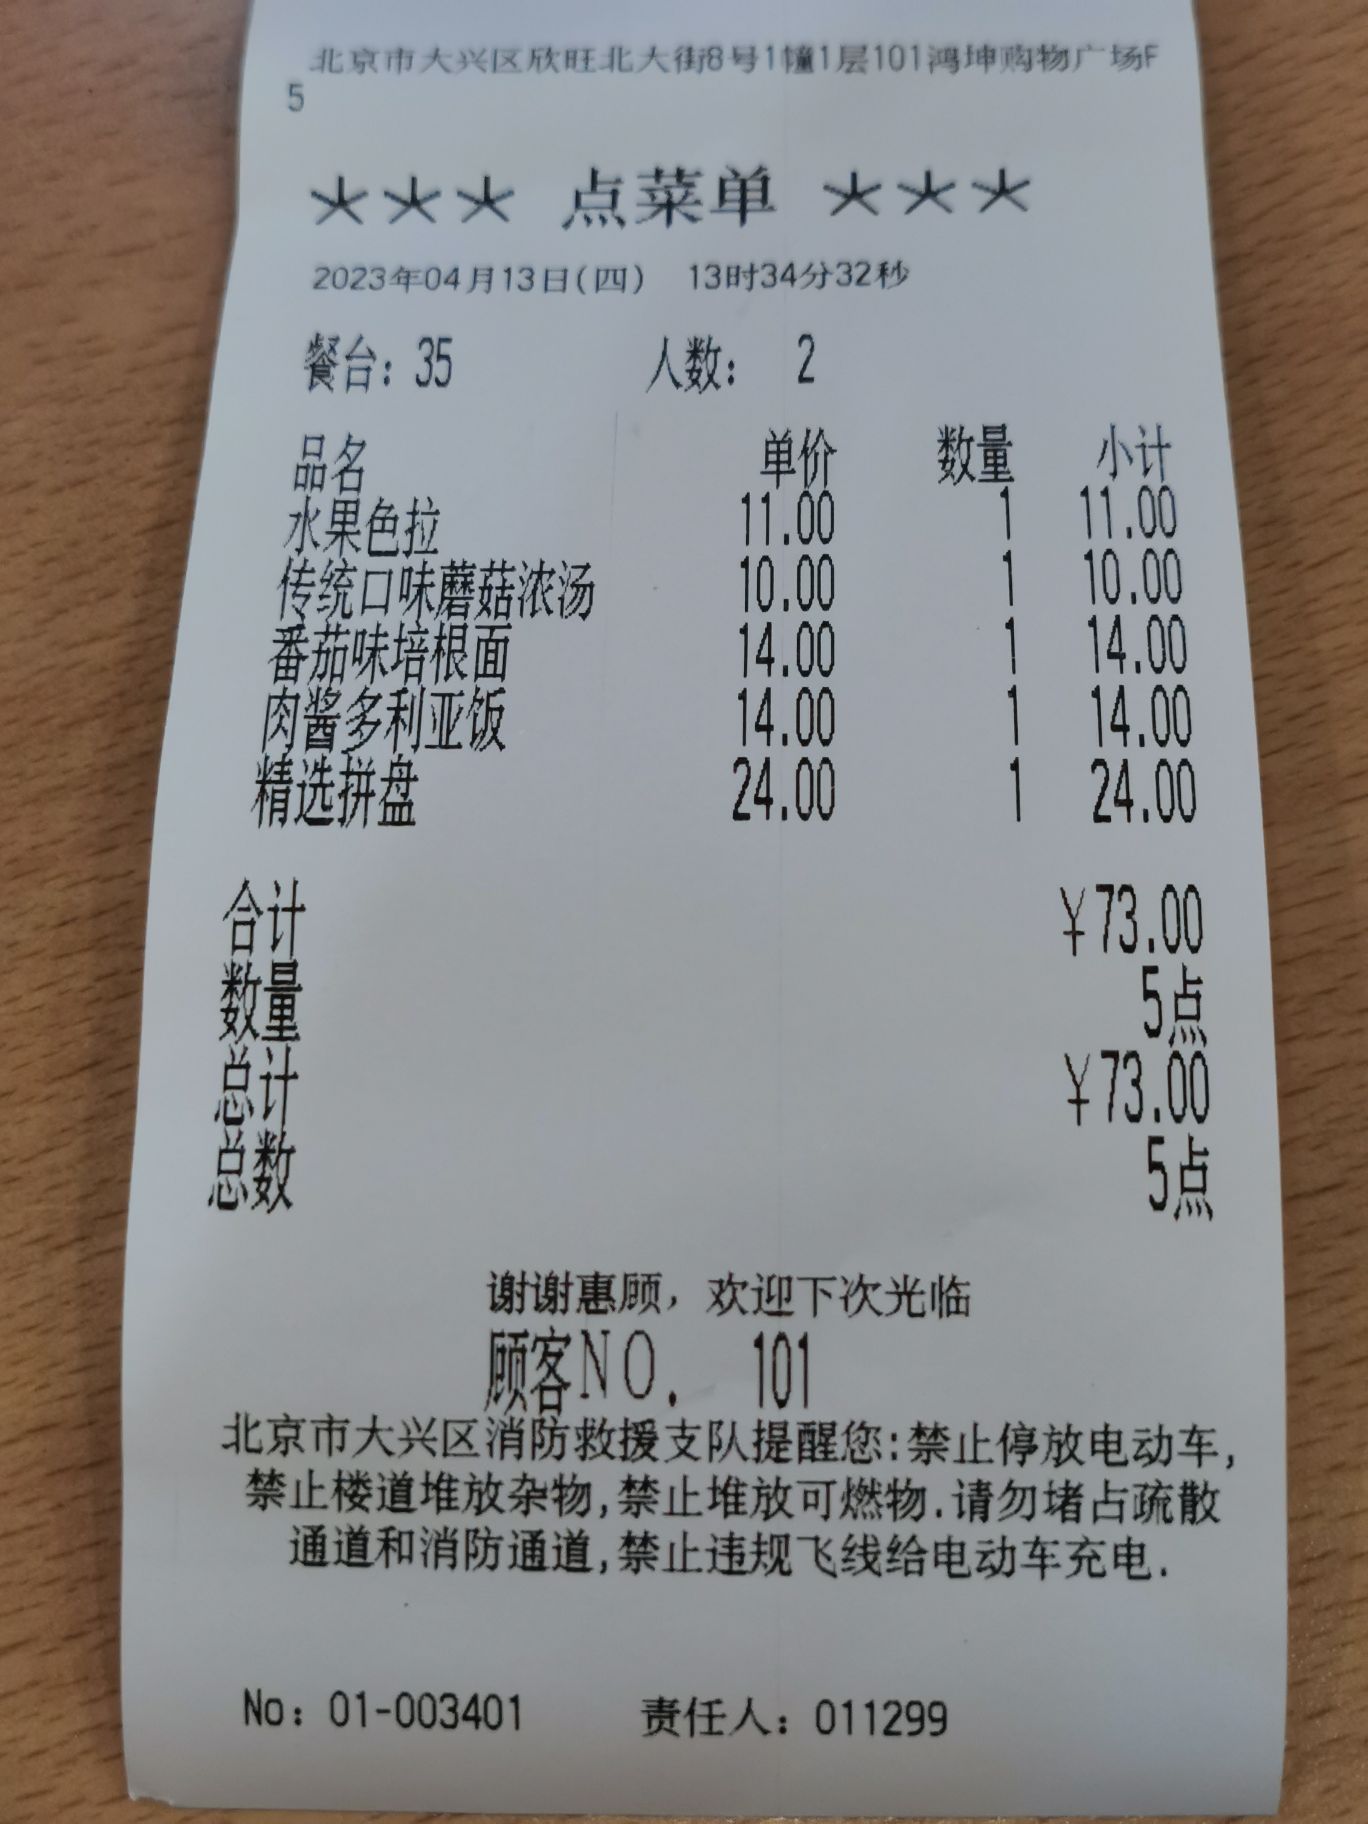 北京市大兴区欣旺北大街8号1幢1层101鸿坤购物广场F
5
*** 点菜单 ***
2023年04月13日(四) 13时34分32秒
餐台: 35 人数: 2
品名 单价 数量 小计
水果色拉 11.00 1 11.00
传统口味蘑菇浓汤 10.00 1 10.00
番茄味培根面 14.00 1 14.00
肉酱多利亚饭 14.00 1 14.00
精选拼盘 24.00 1 24.00
合计 ¥73.00
数量 5点
总计 ¥73.00
总数 5点
谢谢惠顾，欢迎下次光临
顾客NO. 101
北京市大兴区消防救援支队提醒您:禁止停放电动车,
禁止楼道堆放杂物,禁止堆放可燃物.请勿堵占疏散
通道和消防通道,禁止违规飞线给电动车充电.
No: 01-003401 责任人: 011299